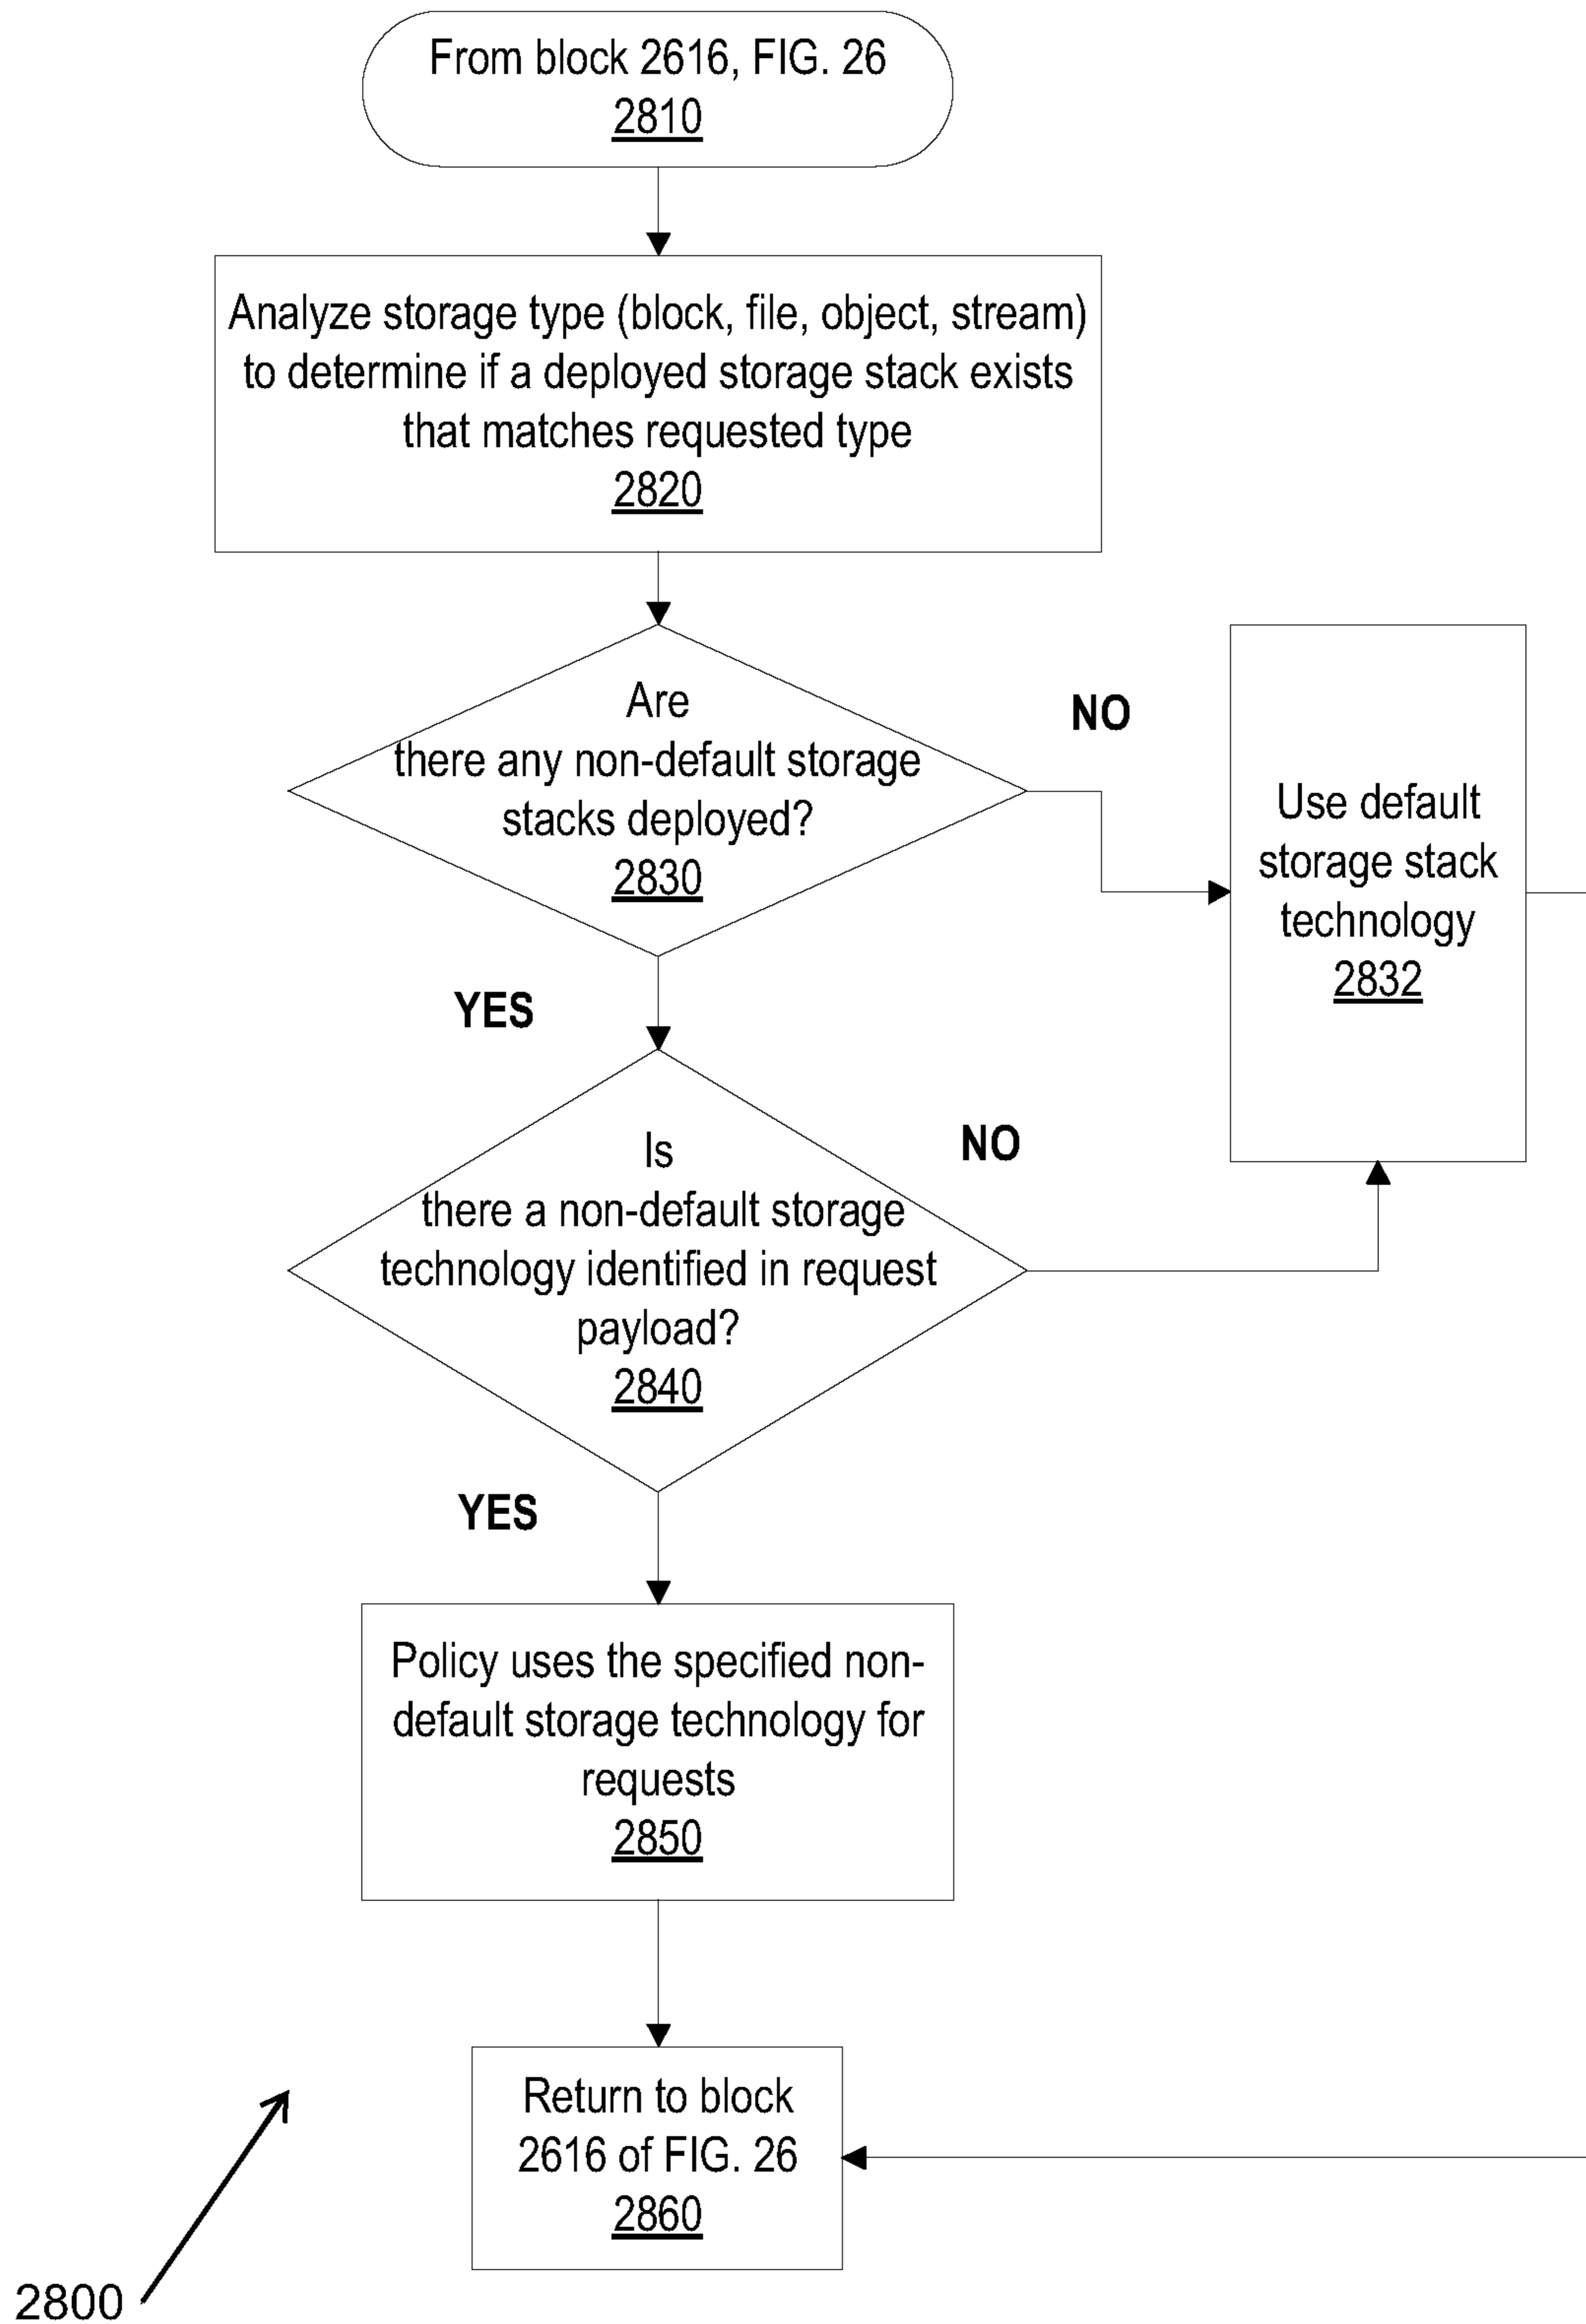 From block 2616, FIG. 26
2810
Analyze storage type (block, file, object, stream)
to determine if a deployed storage stack exists
that matches requested type
2820
Are
there any non-default storage
stacks deployed?
2830
NO
Use default
storage stack
technology
2832
YES
Is
there a non-default storage
technology identified in request
payload?
2840
NO
YES
Policy uses the specified non-
default storage technology for
requests
2850
Return to block
2616 of FIG. 26
2860
2800